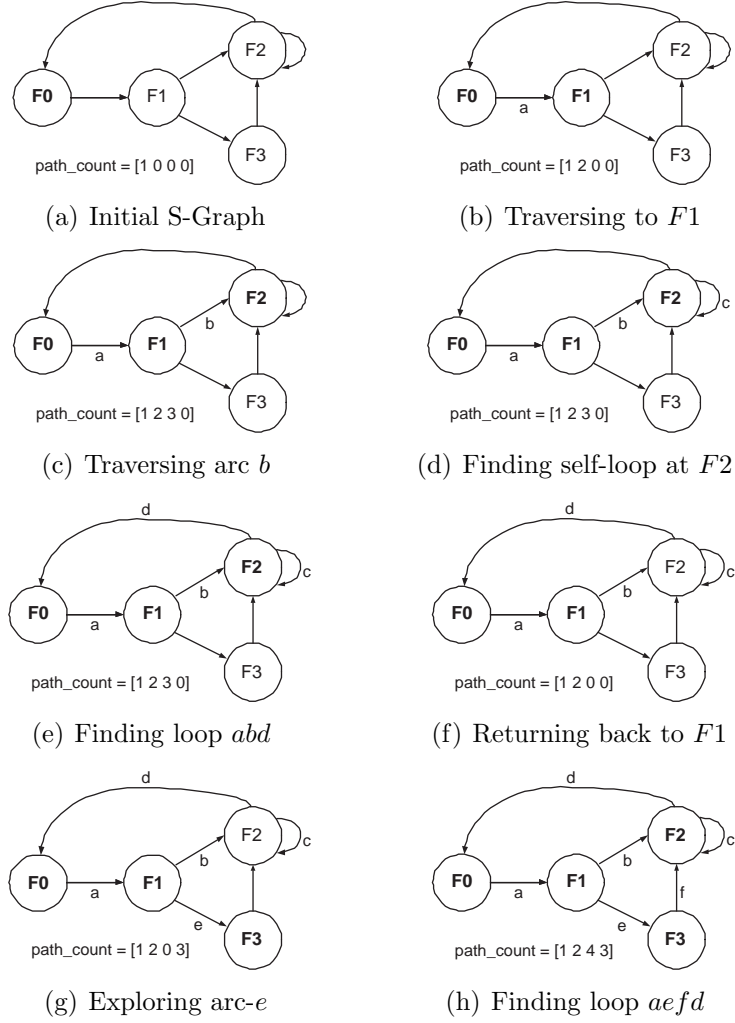 F2
F0
F1
F3
path_count = [1 0 0 0]
(a) Initial S-Graph
F2
F0
F1
a
F3
path_count = [1 2 0 0]
(b) Traversing to F1
F2
b
F0
F1
a
F3
path_count = [1 2 3 0]
(c) Traversing arc b
F2
c
b
F0
F1
a
F3
path_count = [1 2 3 0]
(d) Finding self-loop at F2
d
F2
c
b
F0
F1
a
F3
path_count = [1 2 3 0]
(e) Finding loop abd
d
F2
c
b
F0
F1
a
F3
path_count = [1 2 0 0]
(f) Returning back to F1
d
F2
c
b
F0
F1
a
e
F3
path_count = [1 2 0 3]
(g) Exploring arc-e
d
F2
c
b
F0
F1
f
a
e
F3
path_count = [1 2 4 3]
(h) Finding loop aefd